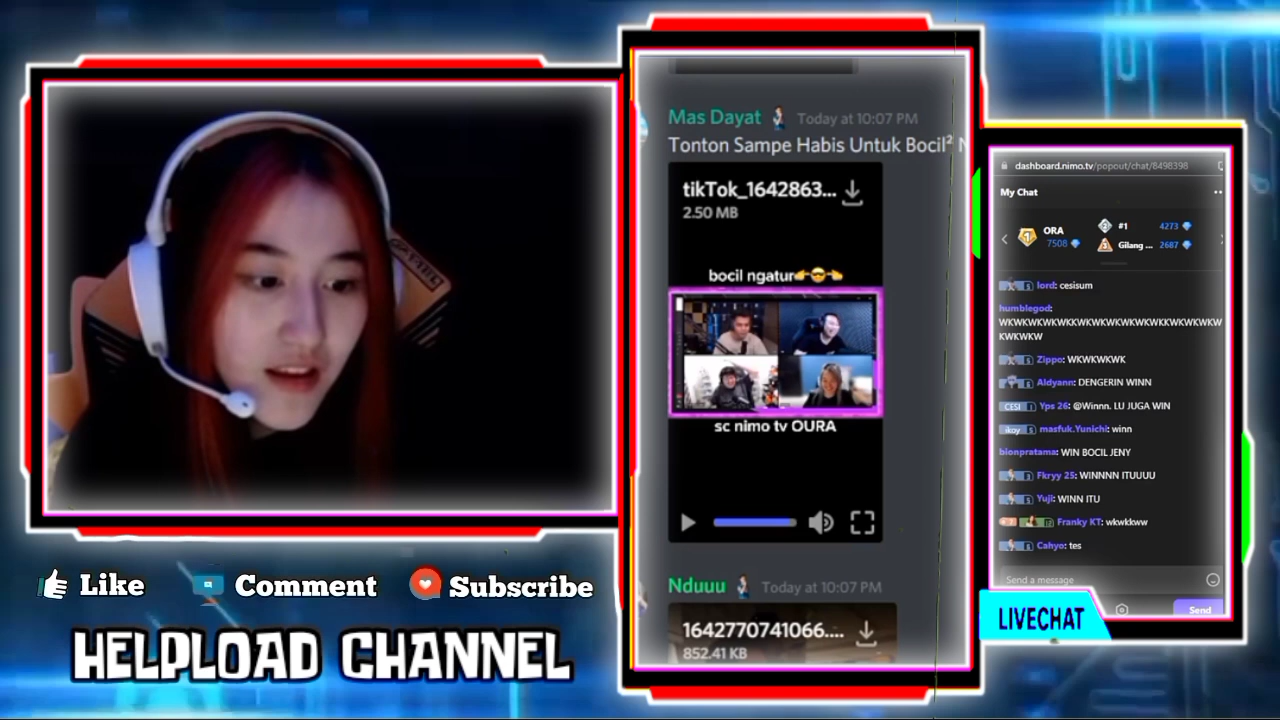 Mas Dayat Today at 10:07 PM
Tonton Sampe Habis Untuk Bocil²
tikTok_1642863...
2.50 MB
bocil ngatur👉😎👈
sc nimo tv OURA
Nduuu Today at 10:07 PM
1642770741066....
852.41 KB
dashboard.nimo.tv/popout/chat/8498398
My Chat
1 ORA
7508
#1 4273
Gilang ... 2687
lord: cesisum
humblegod:
WKWKWKWKWKKWKWKWKWKWKWKKWKWKWKW
KWKWKW
Zippo: WKWKWKWK
Aldyann: DENGERIN WINN
CESI Yps 26: @Winnn. LU JUGA WIN
ikoy masfuk.Yunichi: winn
bionpratama: WIN BOCIL JENY
Fkryy 25: WINNNN ITUUUU
Yuji: WINN ITU
Franky KT: wkwkkww
Cahyo: tes
Send a message
Send
LIVECHAT
Like
Comment
Subscribe
HELPLOAD CHANNEL